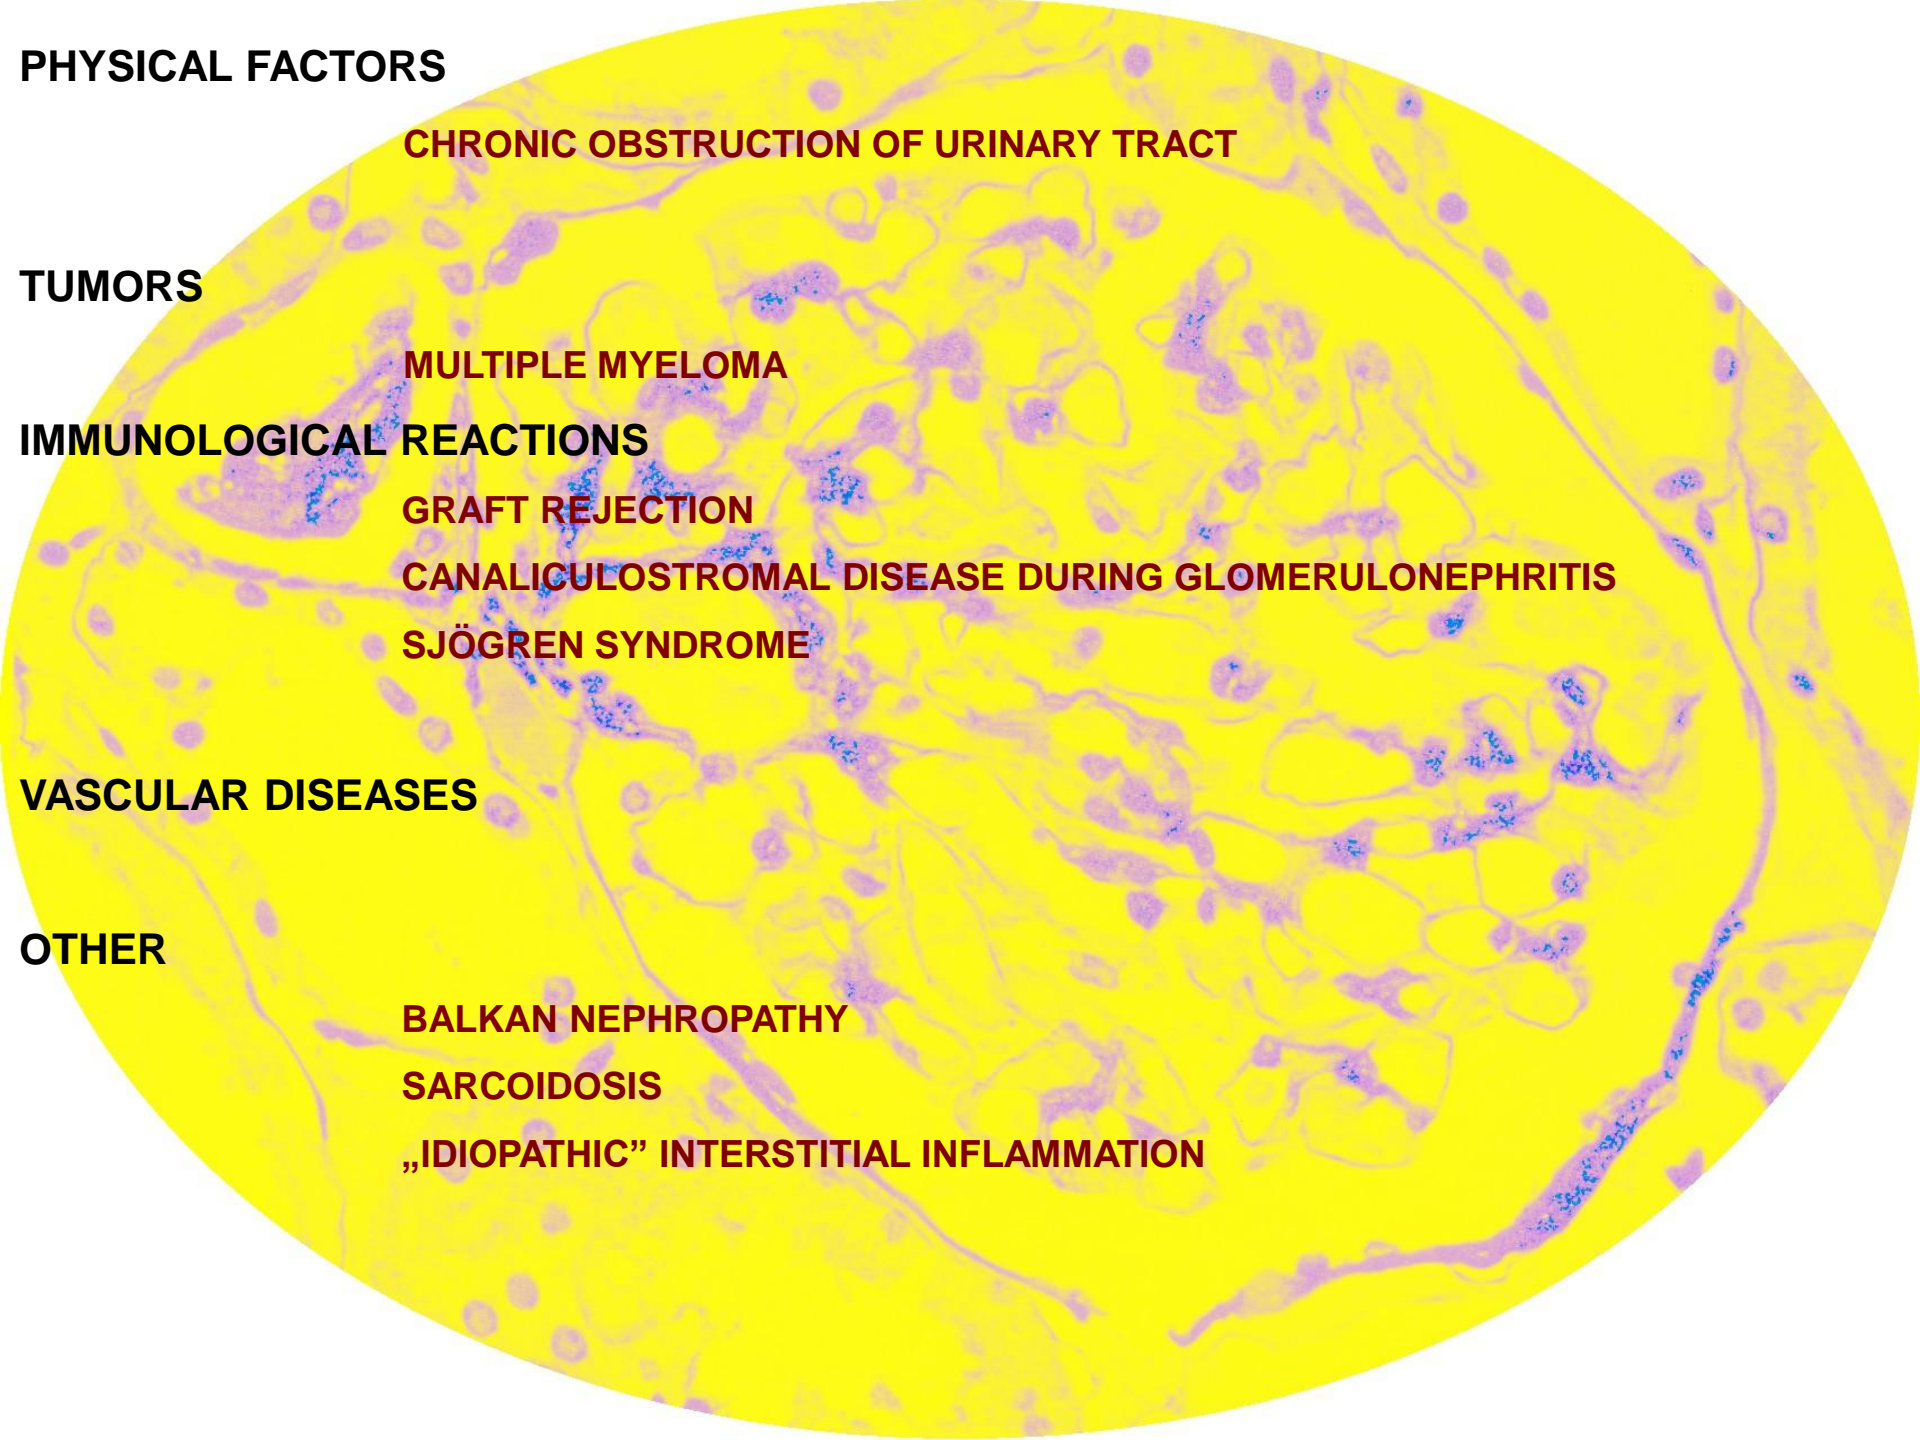 PHYSICAL FACTORS
CHRONIC OBSTRUCTION OF URINARY TRACT
TUMORS
MULTIPLE MYELOMA
IMMUNOLOGICAL REACTIONS
GRAFT REJECTION
CANALICULOSTROMAL DISEASE DURING GLOMERULONEPHRITIS
SJÖGREN SYNDROME
VASCULAR DISEASES
OTHER
BALKAN NEPHROPATHY
SARCOIDOSIS
„IDIOPATHIC” INTERSTITIAL INFLAMMATION